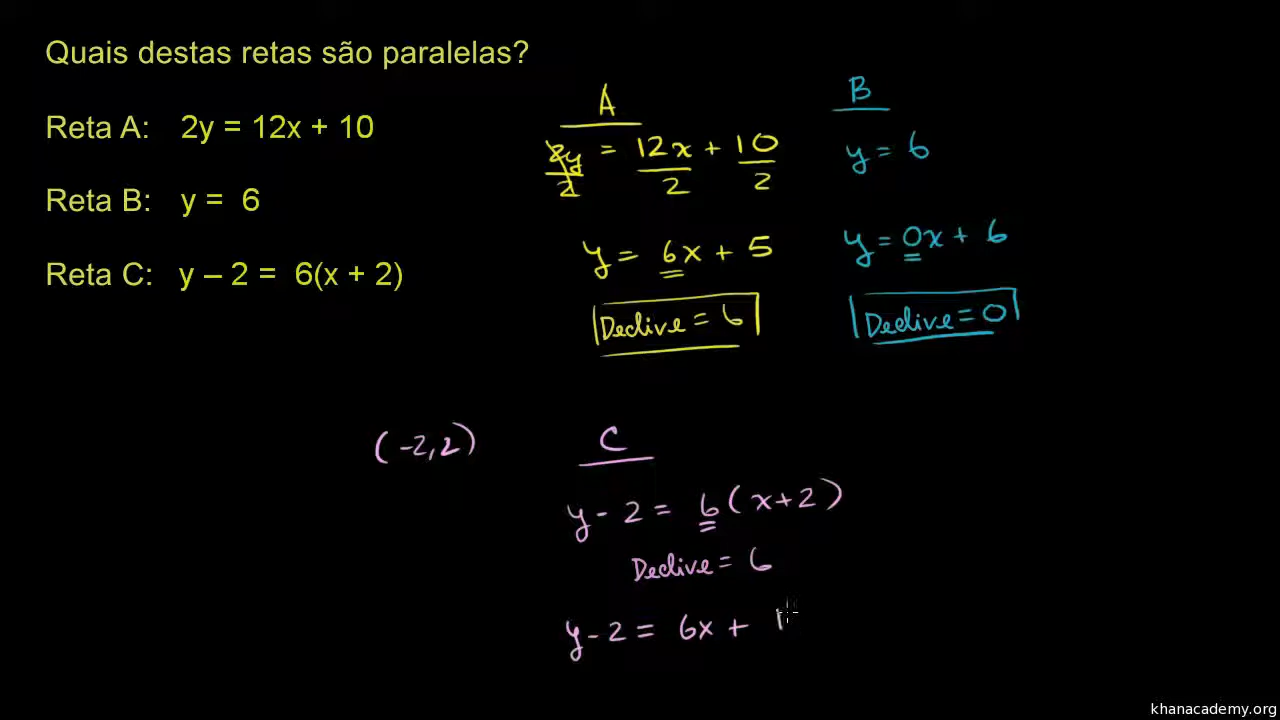 Quais destas retas são paralelas?
Reta A: 2y = 12x + 10
Reta B: y = 6
Reta C: y – 2 = 6(x + 2)
A
2y/2 = 12x/2 + 10/2
y = 6x + 5
Declive = 6
B
y = 6
y = 0x + 6
Declive = 0
(-2,2)
C
y - 2 = 6(x+2)
Declive = 6
y - 2 = 6x + 1
khanacademy.org